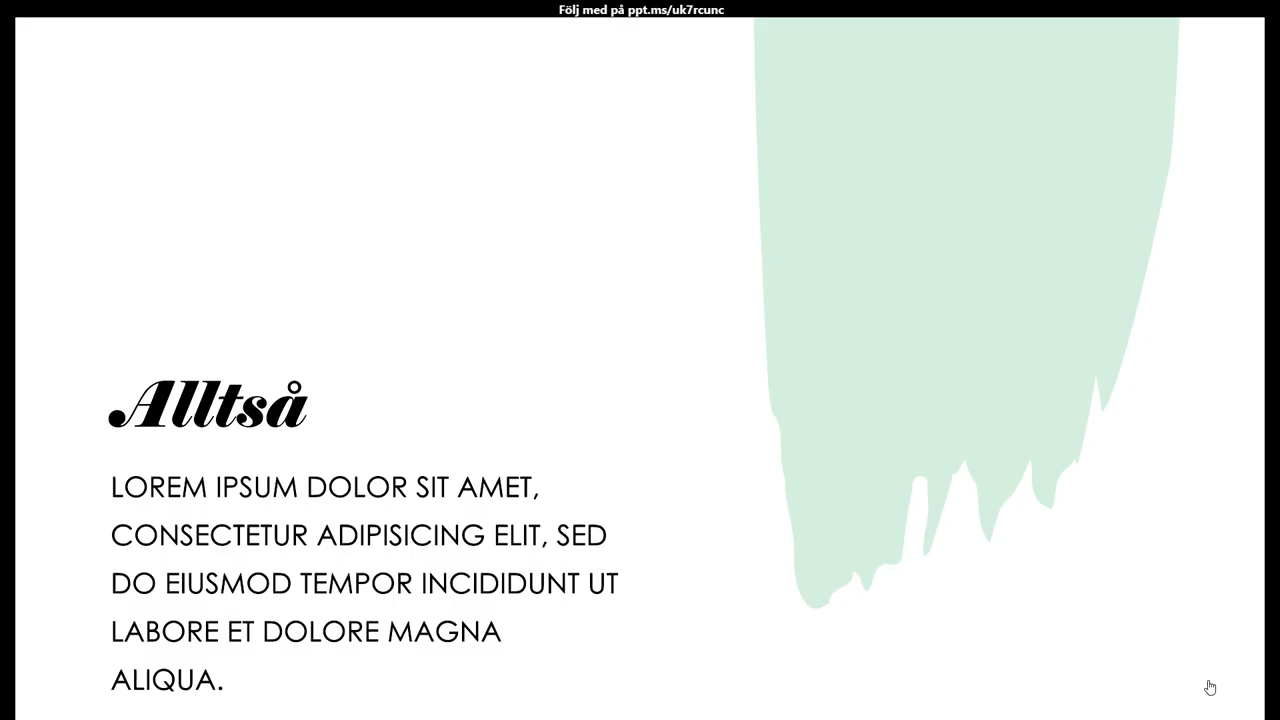 Följ med på ppt.ms/uk7rcunc
Alltså
LOREM IPSUM DOLOR SIT AMET,
CONSECTETUR ADIPISICING ELIT, SED
DO EIUSMOD TEMPOR INCIDIDUNT UT
LABORE ET DOLORE MAGNA
ALIQUA.